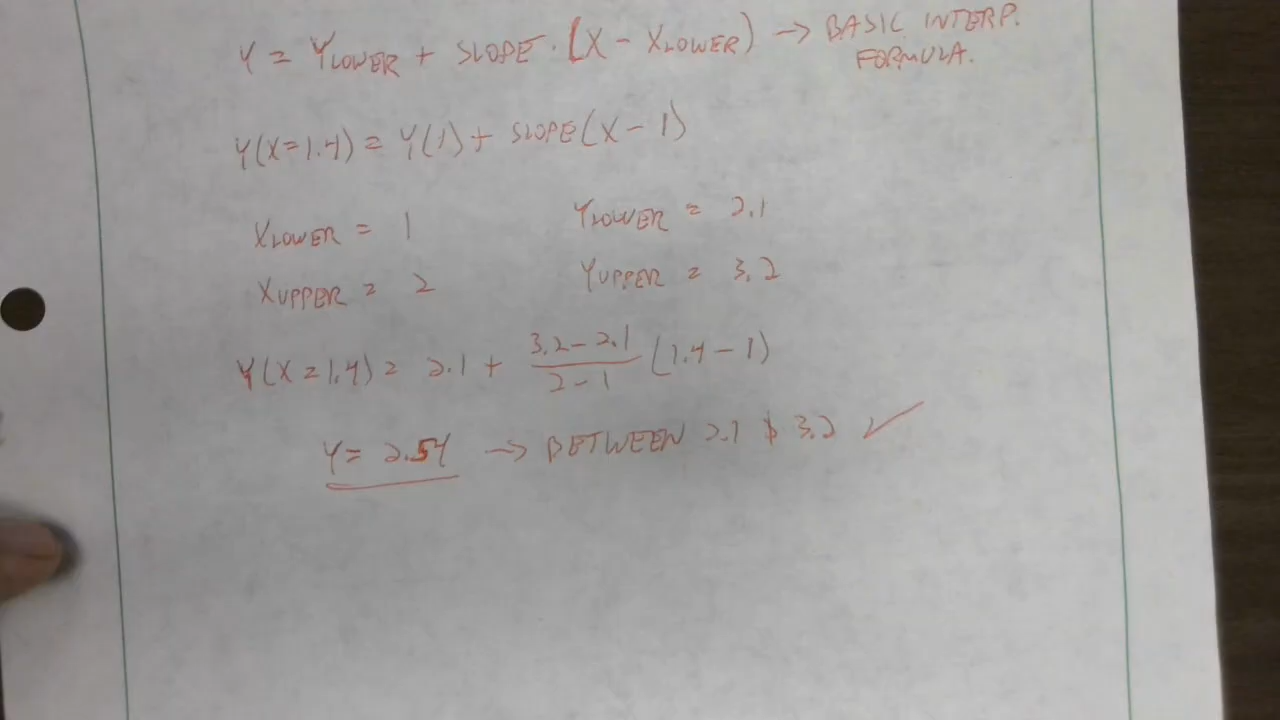 Y = YLOWER + SLOPE · (X - XLOWER) → BASIC INTERP. FORMULA.
Y(X=1.4) = Y(1) + SLOPE(X - 1)
XLOWER = 1 YLOWER = 2.1
XUPPER = 2 YUPPER = 3.2
Y(X=1.4) = 2.1 + (3.2-2.1)/(2-1) (1.4-1)
Y = 2.54 → BETWEEN 2.1 & 3.2 ✓